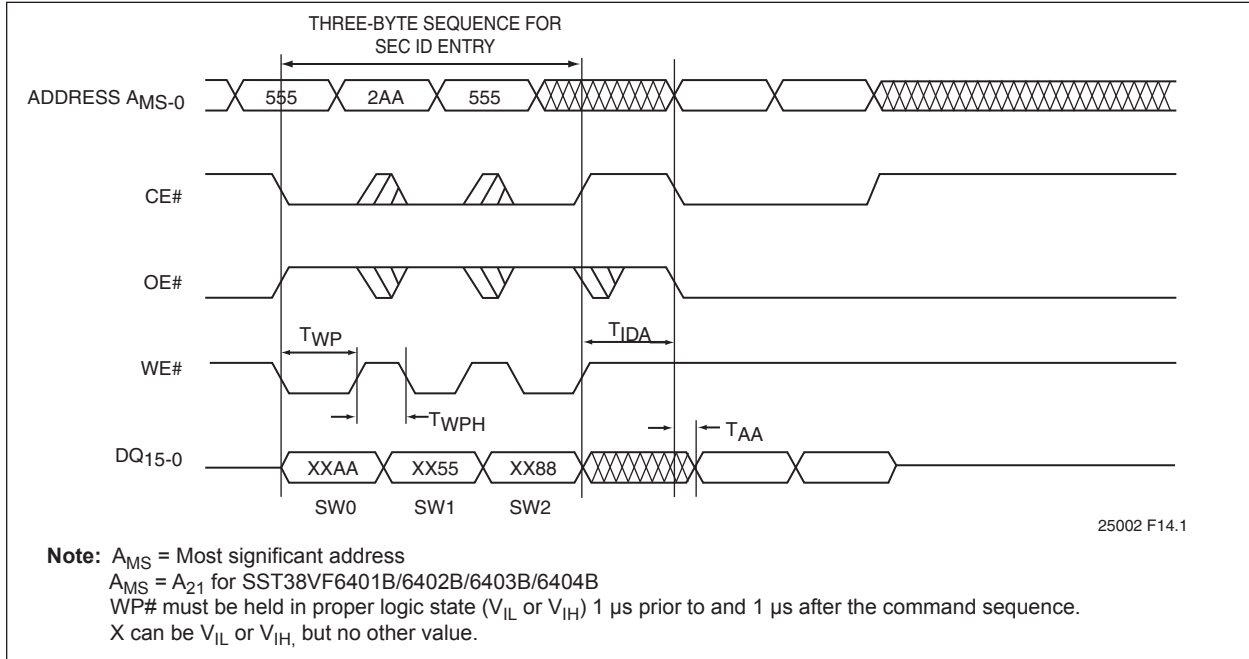 THREE-BYTE SEQUENCE FOR
SEC ID ENTRY
ADDRESS AMS-0
555
2AA
555
CE#
OE#
TWP
TIDA
WE#
TWPH
TAA
DQ15-0
XXAA
XX55
XX88
SW0
SW1
SW2
25002 F14.1
Note: AMS = Most significant address
AMS = A21 for SST38VF6401B/6402B/6403B/6404B
WP# must be held in proper logic state (VIL or VIH) 1 µs prior to and 1 µs after the command sequence.
X can be VIL or VIH, but no other value.